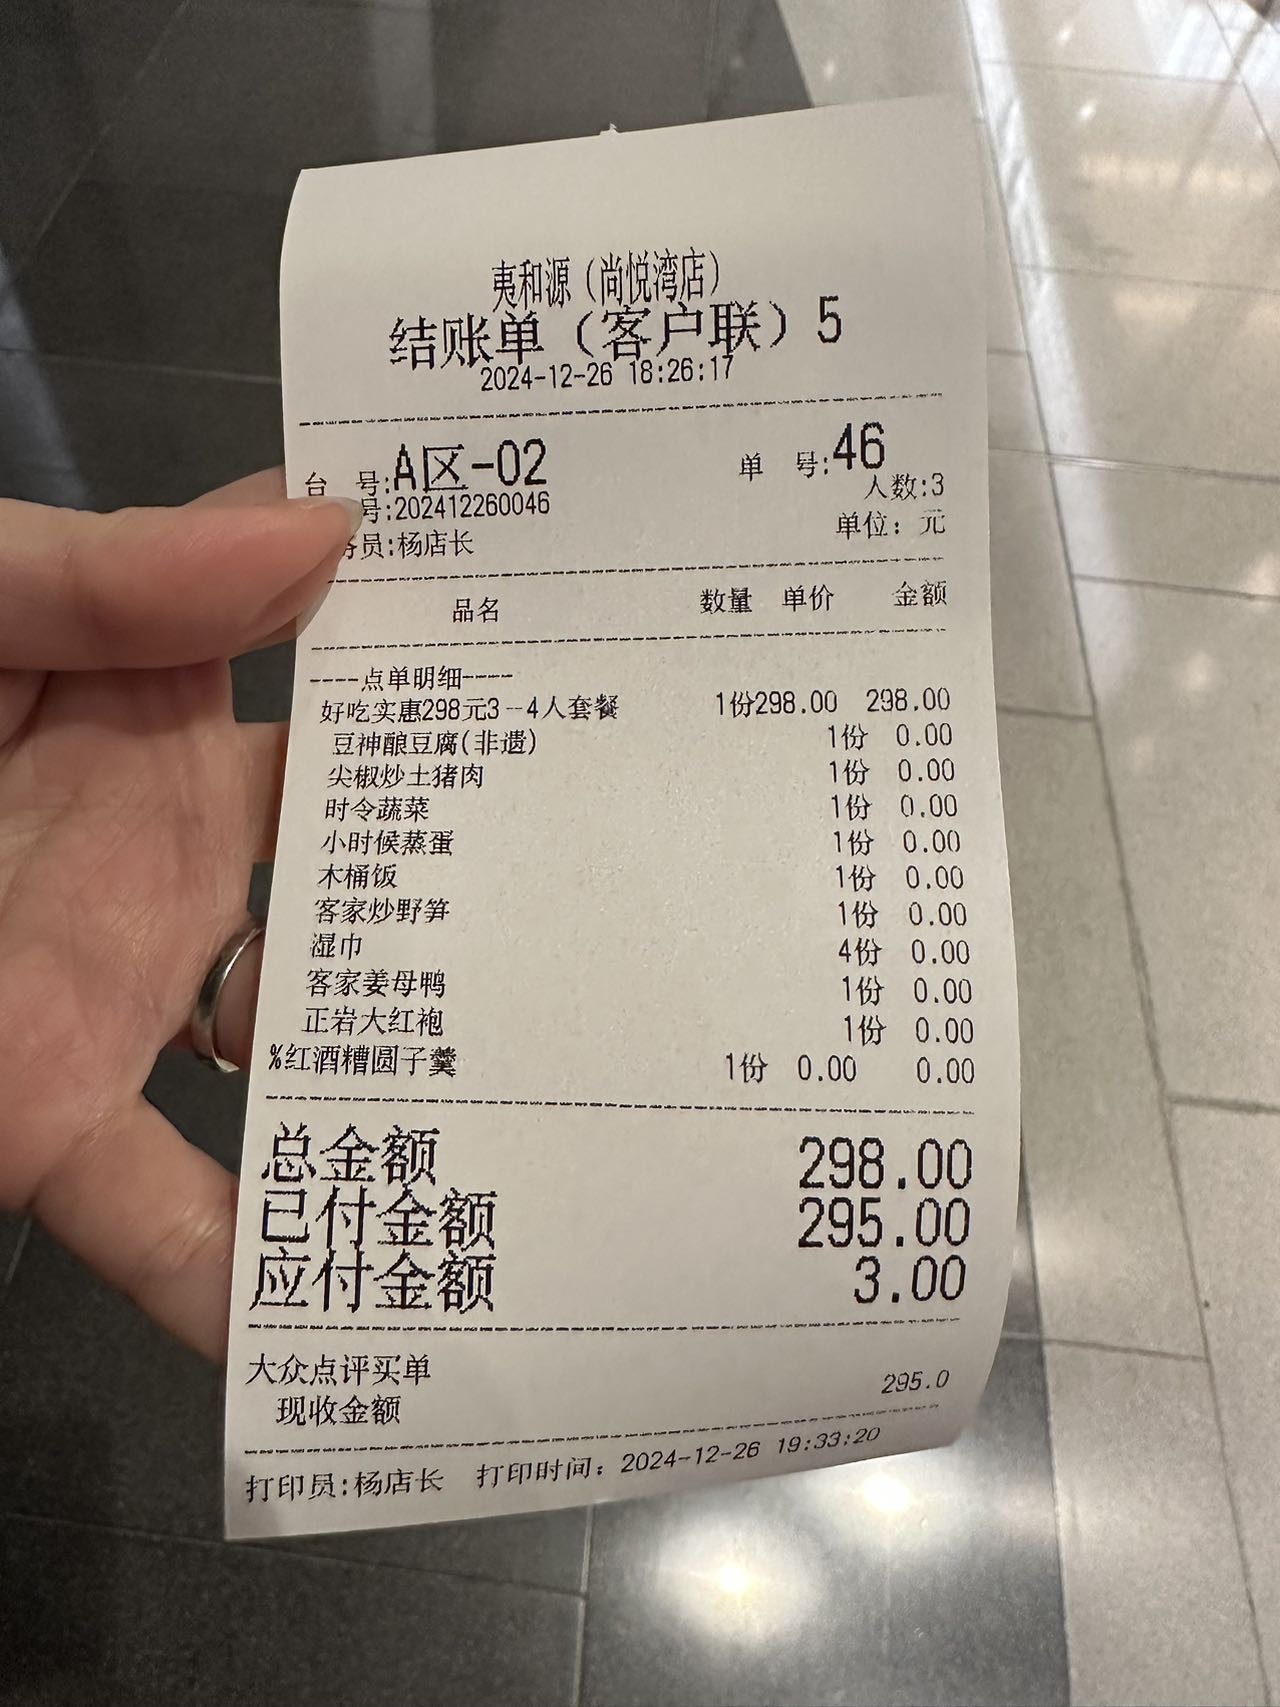 夷和源（尚悦湾店）
结账单（客户联）5
2024-12-26 18:26:17
台 号:A区-02 单 号:46
号:202412260046 人数:3
员:杨店长 单位：元
品名 数量 单价 金额
----点单明细----
好吃实惠298元3-4人套餐 1份298.00 298.00
豆神酿豆腐(非遗) 1份 0.00
尖椒炒土猪肉 1份 0.00
时令蔬菜 1份 0.00
小时候蒸蛋 1份 0.00
木桶饭 1份 0.00
客家炒野笋 1份 0.00
湿巾 4份 0.00
客家姜母鸭 1份 0.00
正岩大红袍 1份 0.00
%红酒糟圆子羹 1份 0.00 0.00
总金额 298.00
已付金额 295.00
应付金额 3.00
大众点评买单
现收金额 295.0
打印员:杨店长 打印时间：2024-12-26 19:33:20